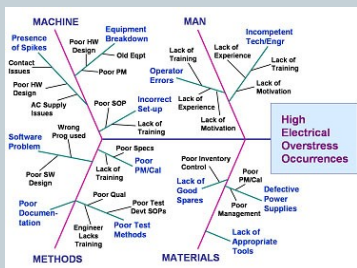 MACHINE
MAN
Presence
of Spikes
Equipment
Breakdown
Poor HW
Design
Old Eqpt
Poor PM
Contact
Issues
Poor HW
Design
AC Supply
Issues
Poor SOP
Incorrect
Set-up
Lack of
Training
Lack of
Training
Operator
Errors
Lack of
Experience
Lack of
Motivation
Incompetent
Tech/Engr
Lack of
Experience
Lack of
Training
Lack of
Motivation
High
Electrical
Overstress
Occurrences
Software
Problem
Wrong
Prog used
Poor SW
Design
Poor Specs
Lack of
Training
Poor
PM/Cal
Poor
Documen-
tation
Poor Qual
Poor Test
Devt SOPs
Engineer
Lacks
Training
Poor Test
Methods
Poor Inventory
Control
Lack of
Good
Spares
Poor
PM/Cal
Poor
Management
Defective
Power
Supplies
Lack of
Appropriate
Tools
METHODS
MATERIALS